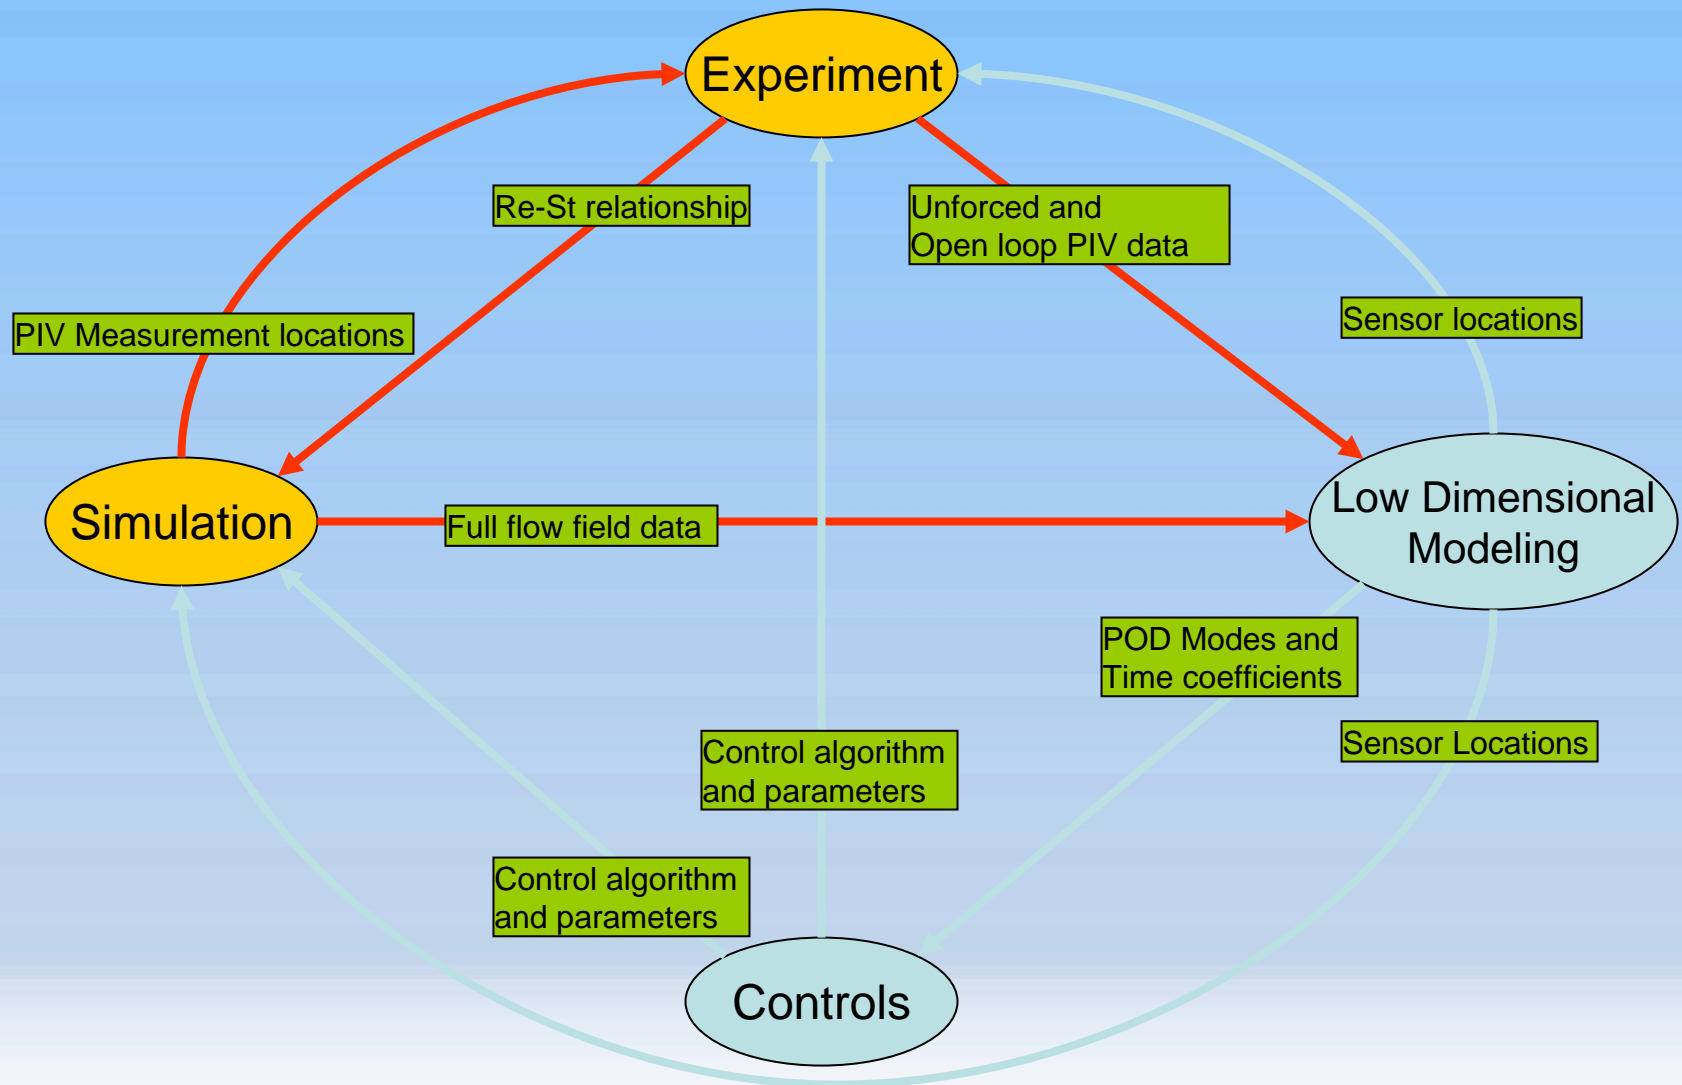 Experiment
Re-St relationship
Unforced and
Open loop PIV data
PIV Measurement locations
Sensor locations
Simulation
Full flow field data
Low Dimensional
Modeling
POD Modes and
Time coefficients
Control algorithm
and parameters
Sensor Locations
Control algorithm
and parameters
Controls